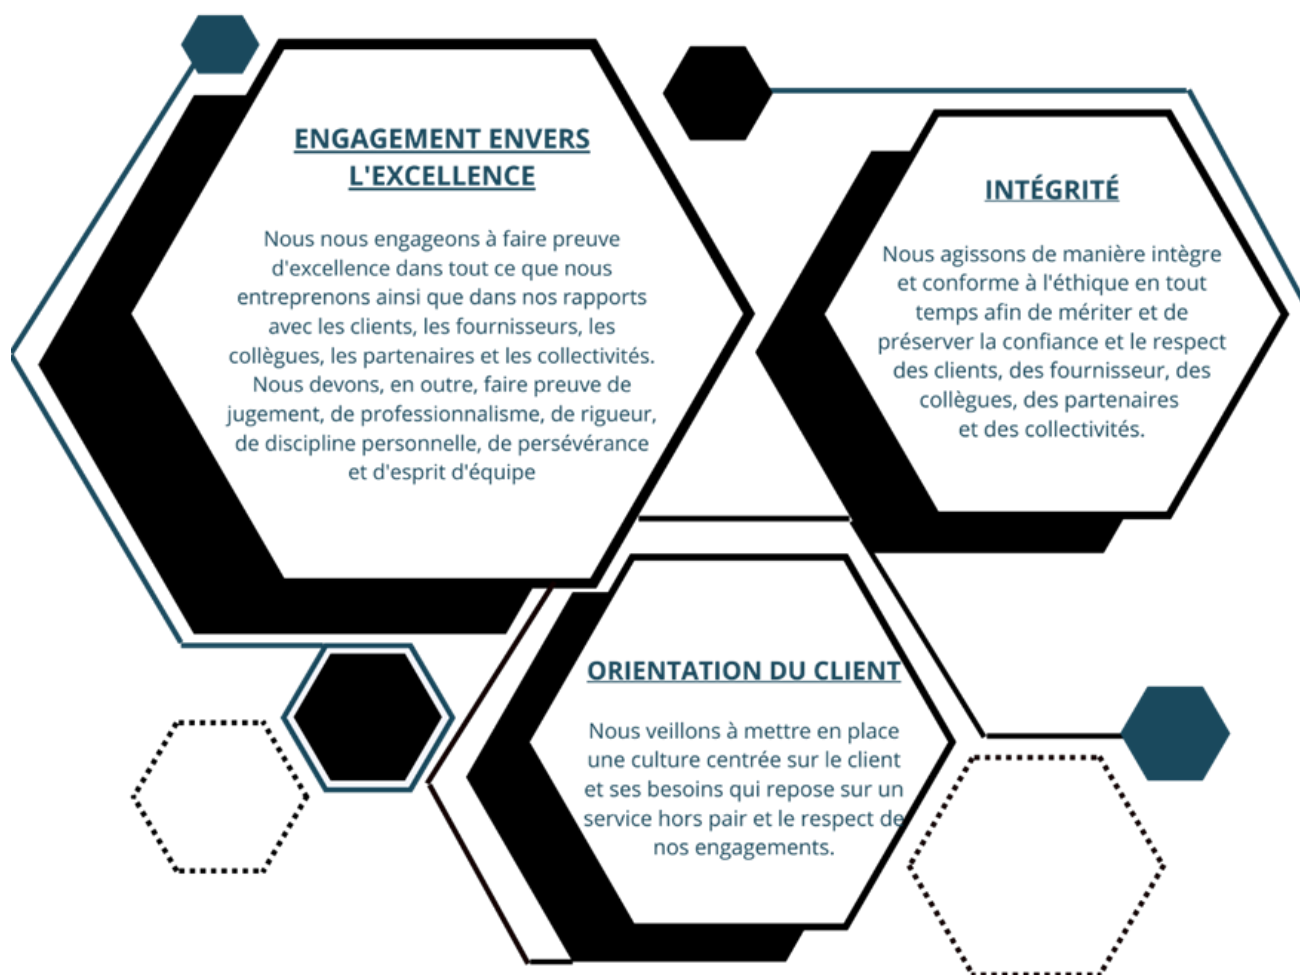 ENGAGEMENT ENVERS
L'EXCELLENCE
Nous nous engageons à faire preuve
d'excellence dans tout ce que nous
entreprenons ainsi que dans nos rapports
avec les clients, les fournisseurs, les
collègues, les partenaires et les collectivités.
Nous devons, en outre, faire preuve de
jugement, de professionnalisme, de rigueur,
de discipline personnelle, de persévérance
et d'esprit d'équipe
INTÉGRITÉ
Nous agissons de manière intègre
et conforme à l'éthique en tout
temps afin de mériter et de
préserver la confiance et le respect
des clients, des fournisseur, des
collègues, des partenaires
et des collectivités.
ORIENTATION DU CLIENT
Nous veillons à mettre en place
une culture centrée sur le client
et ses besoins qui repose sur un
service hors pair et le respect de
nos engagements.